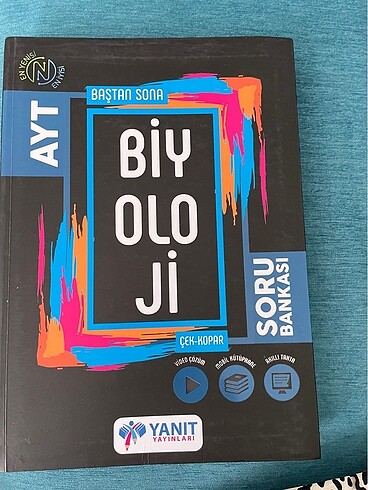 EN YENİSİ
N
EN İYİSİ
AYT
BAŞTAN SONA
BİY
OLO
Jİ
SORU
BANKASI
ÇEK-KOPAR
VİDEO ÇÖZÜM
MOBİL KÜTÜPHANE
AKILLI TAHTA
YANIT
YAYINLARI